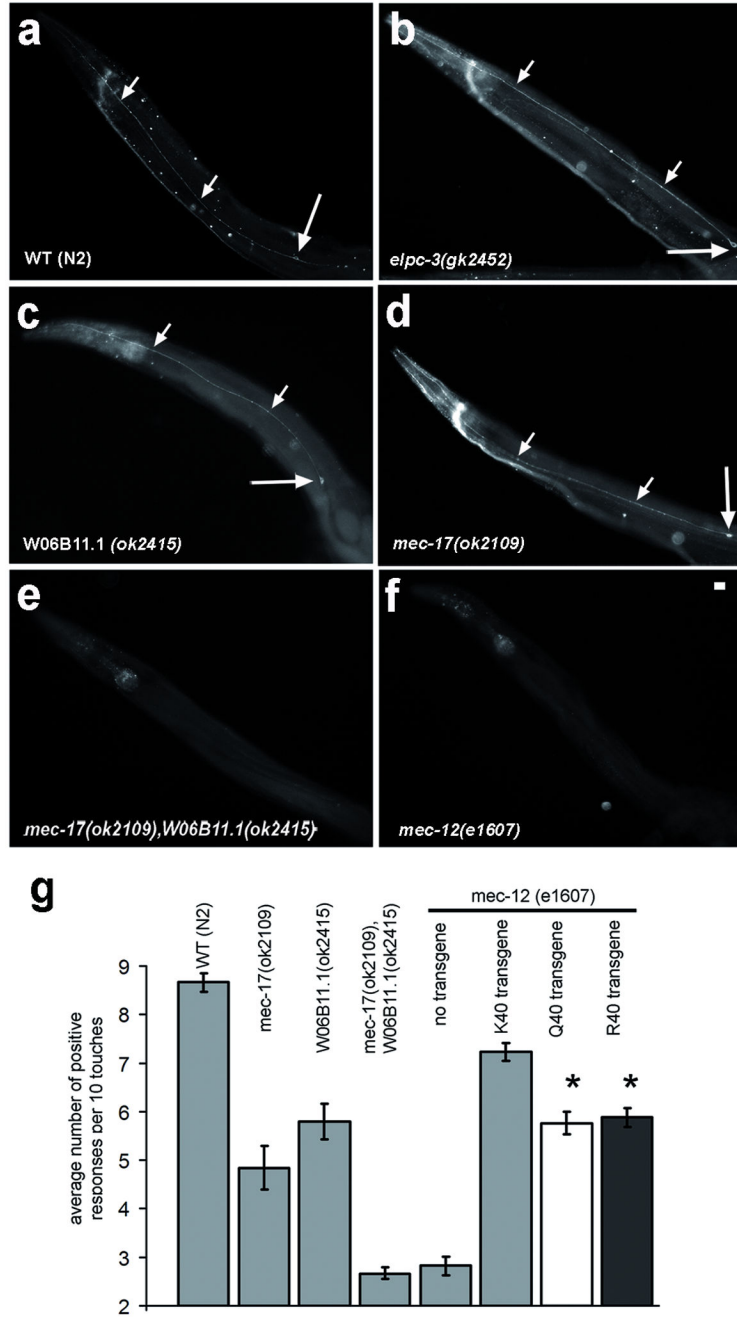 a
WT (N2)
b
elpc-3(gk2452)
c
W06B11.1 (ok2415)
d
mec-17(ok2109)
e
mec-17(ok2109),W06B11.1(ok2415)
f
mec-12(e1607)
g
mec-12 (e1607)
WT (N2)
mec-17(ok2109)
W06B11.1(ok2415)
mec-17(ok2109),
W06B11.1(ok2415)
no transgene
K40 transgene
Q40 transgene
R40 transgene
average number of positive
responses per 10 touches
9
8
7
6
5
4
3
2
*
*